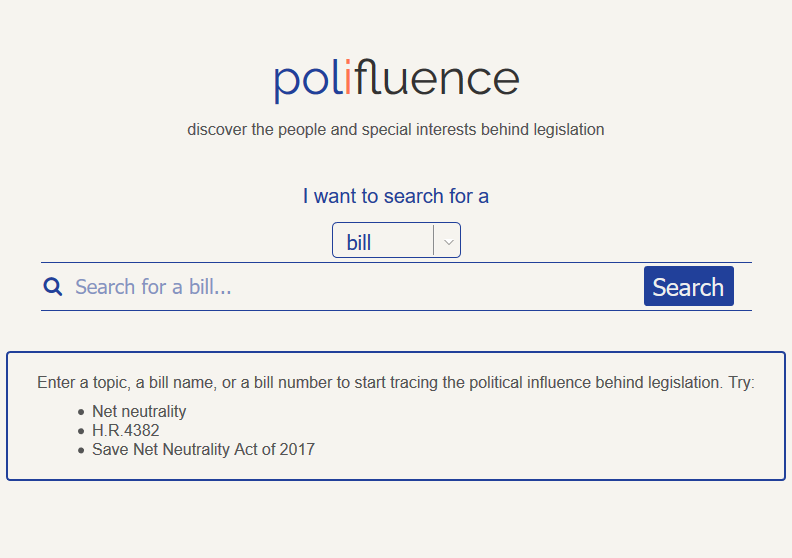 polifluence
discover the people and special interests behind legislation
I want to search for a
bill
Search for a bill...
Search
Enter a topic, a bill name, or a bill number to start tracing the political influence behind legislation. Try:
• Net neutrality
• H.R.4382
• Save Net Neutrality Act of 2017